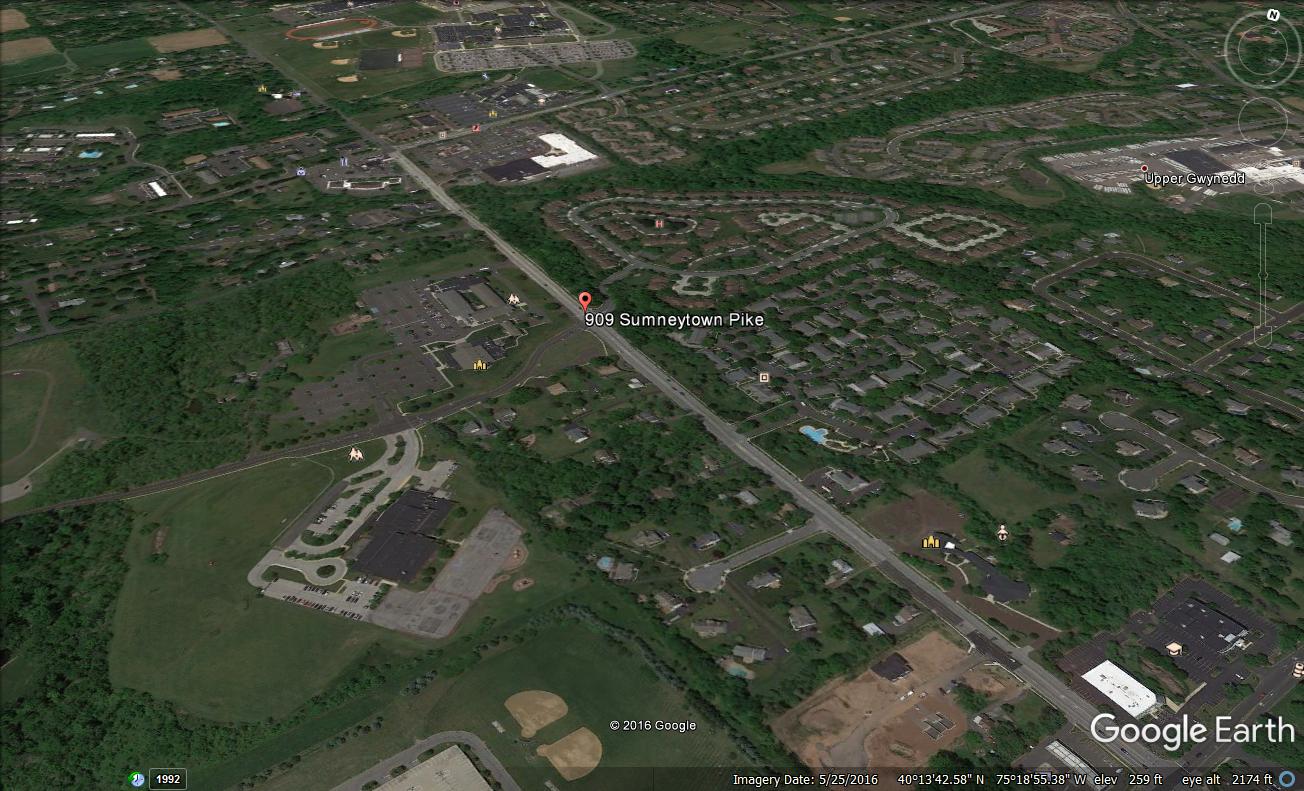 N
Upper Gwynedd
909 Sumneytown Pike
H
© 2016 Google
Google Earth
1992
Imagery Date: 5/25/2016 40°13'42.58" N 75°18'55.38" W elev 259 ft eye alt 2174 ft